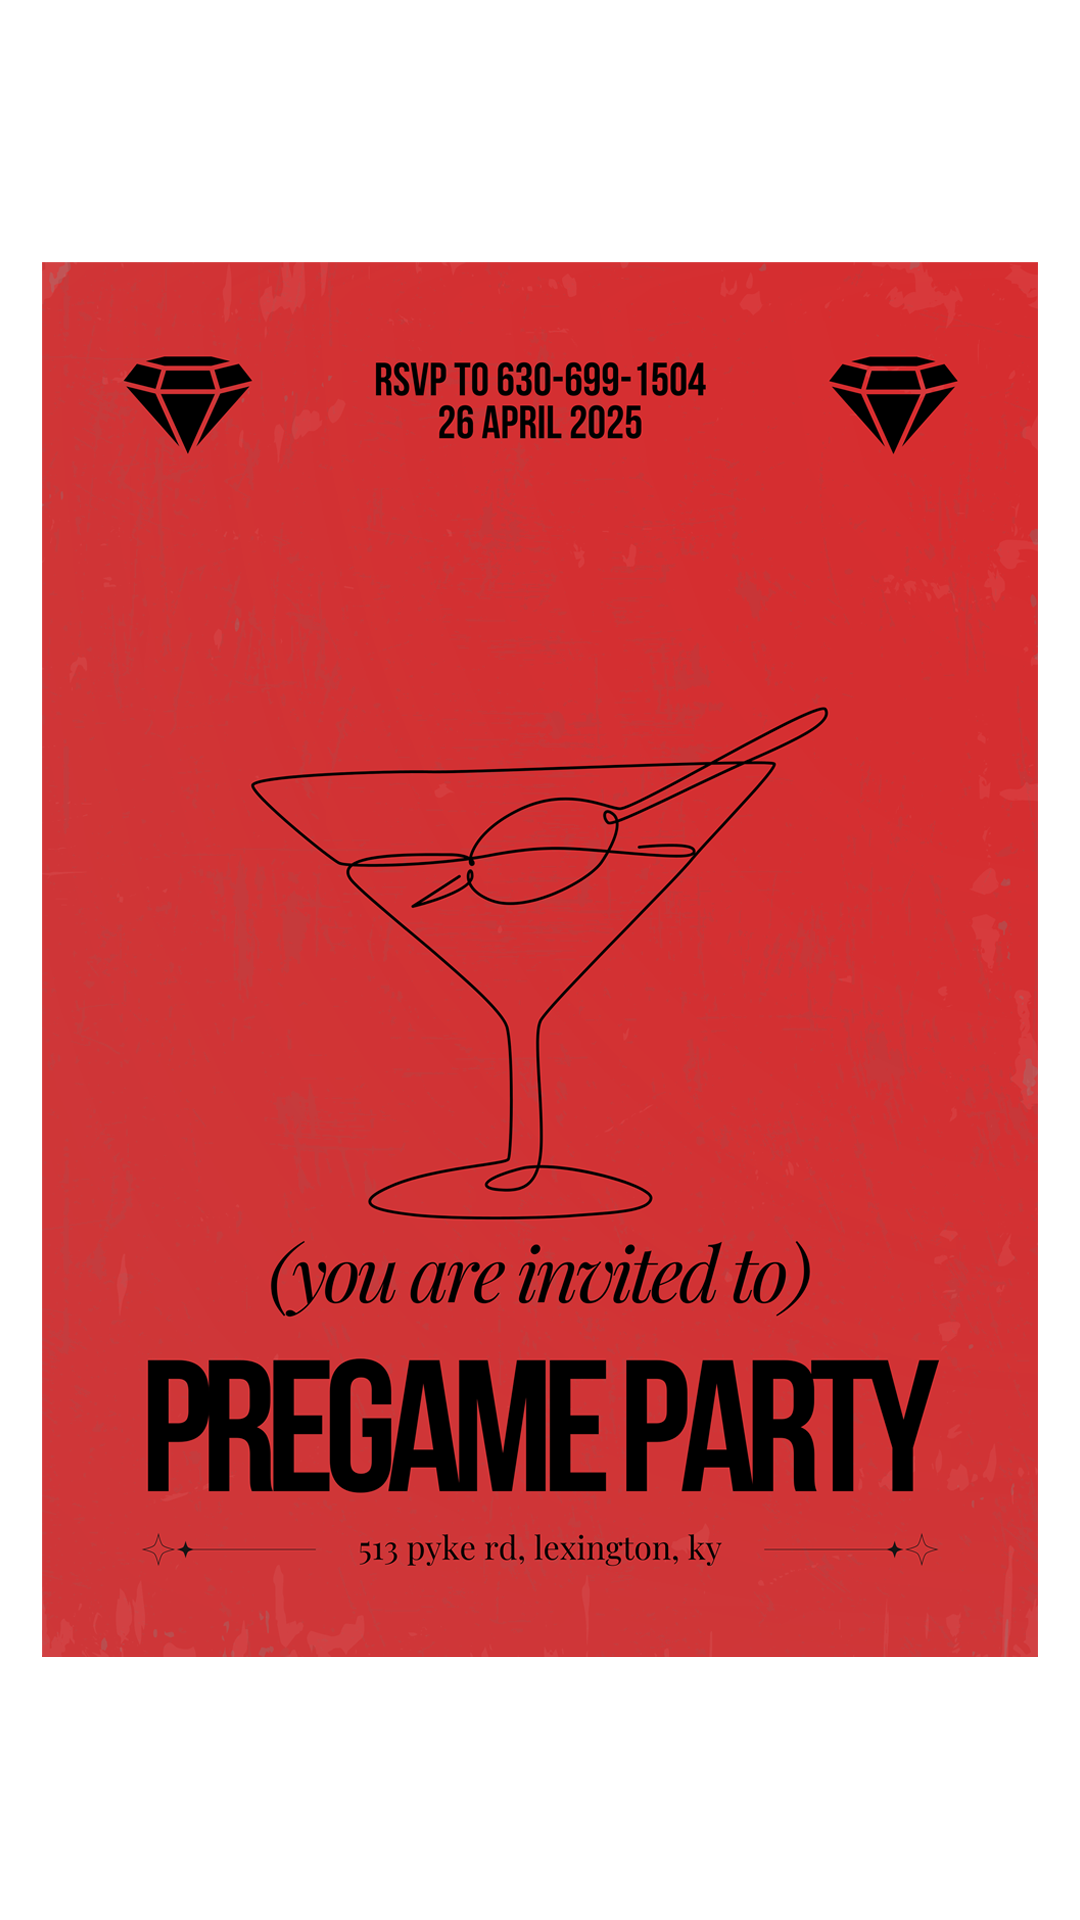 RSVP TO 630-699-1504
26 APRIL 2025
(you are invited to)
PREGAME PARTY
513 pyke rd, lexington, ky